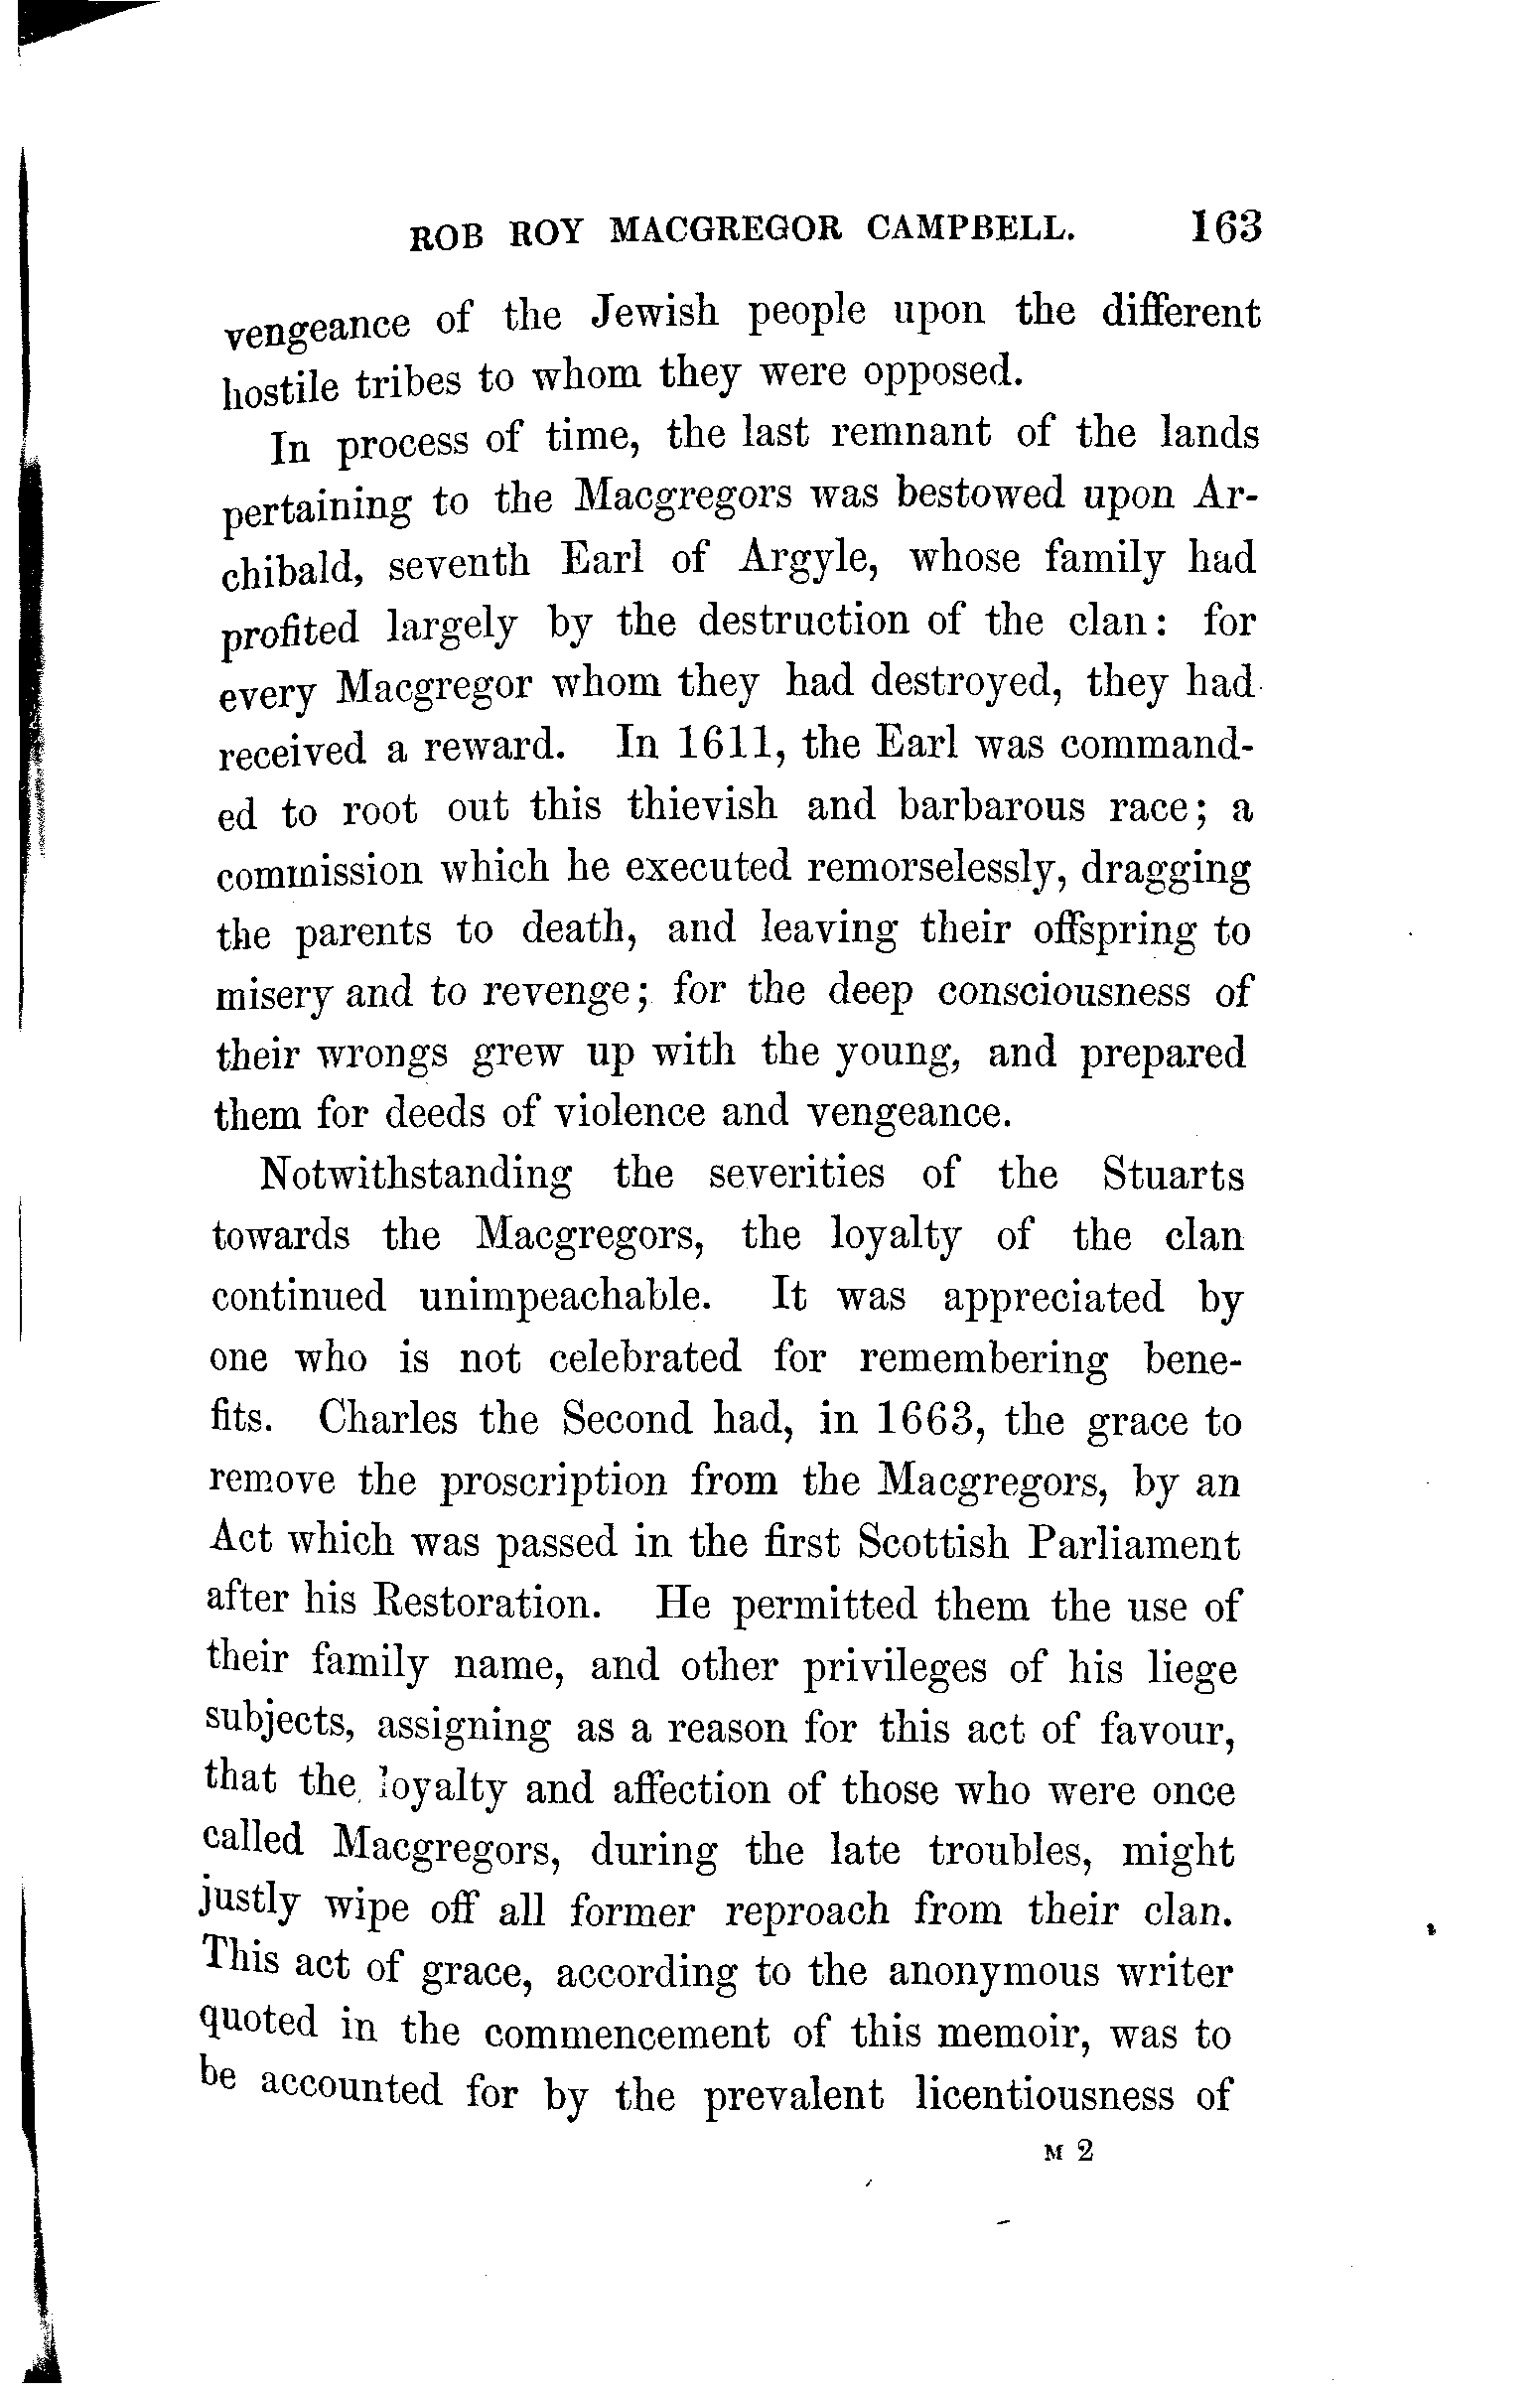 ROB ROY MACGREGOR CAMPBELL. 163
vengeance of the Jewish people upon the different
hostile tribes to whom they were opposed.
In process of time, the last remnant of the lands
pertaining to the Macgregors was bestowed upon Ar-
chibald, seventh Earl of Argyle, whose family had
profited largely by the destruction of the clan: for
every Macgregor whom they had destroyed, they had
received a reward. In 1611, the Earl was command-
ed to root out this thievish and barbarous race; a
commission which he executed remorselessly, dragging
the parents to death, and leaving their offspring to
misery and to revenge; for the deep consciousness of
their wrongs grew up with the young, and prepared
them for deeds of violence and vengeance.
Notwithstanding the severities of the Stuarts
towards the Macgregors, the loyalty of the clan
continued unimpeachable. It was appreciated by
one who is not celebrated for remembering bene-
fits. Charles the Second had, in 1663, the grace to
remove the proscription from the Macgregors, by an
Act which was passed in the first Scottish Parliament
after his Restoration. He permitted them the use of
their family name, and other privileges of his liege
subjects, assigning as a reason for this act of favour,
that the loyalty and affection of those who were once
called Macgregors, during the late troubles, might
justly wipe off all former reproach from their clan.
This act of grace, according to the anonymous writer
quoted in the commencement of this memoir, was to
be accounted for by the prevalent licentiousness of
M 2